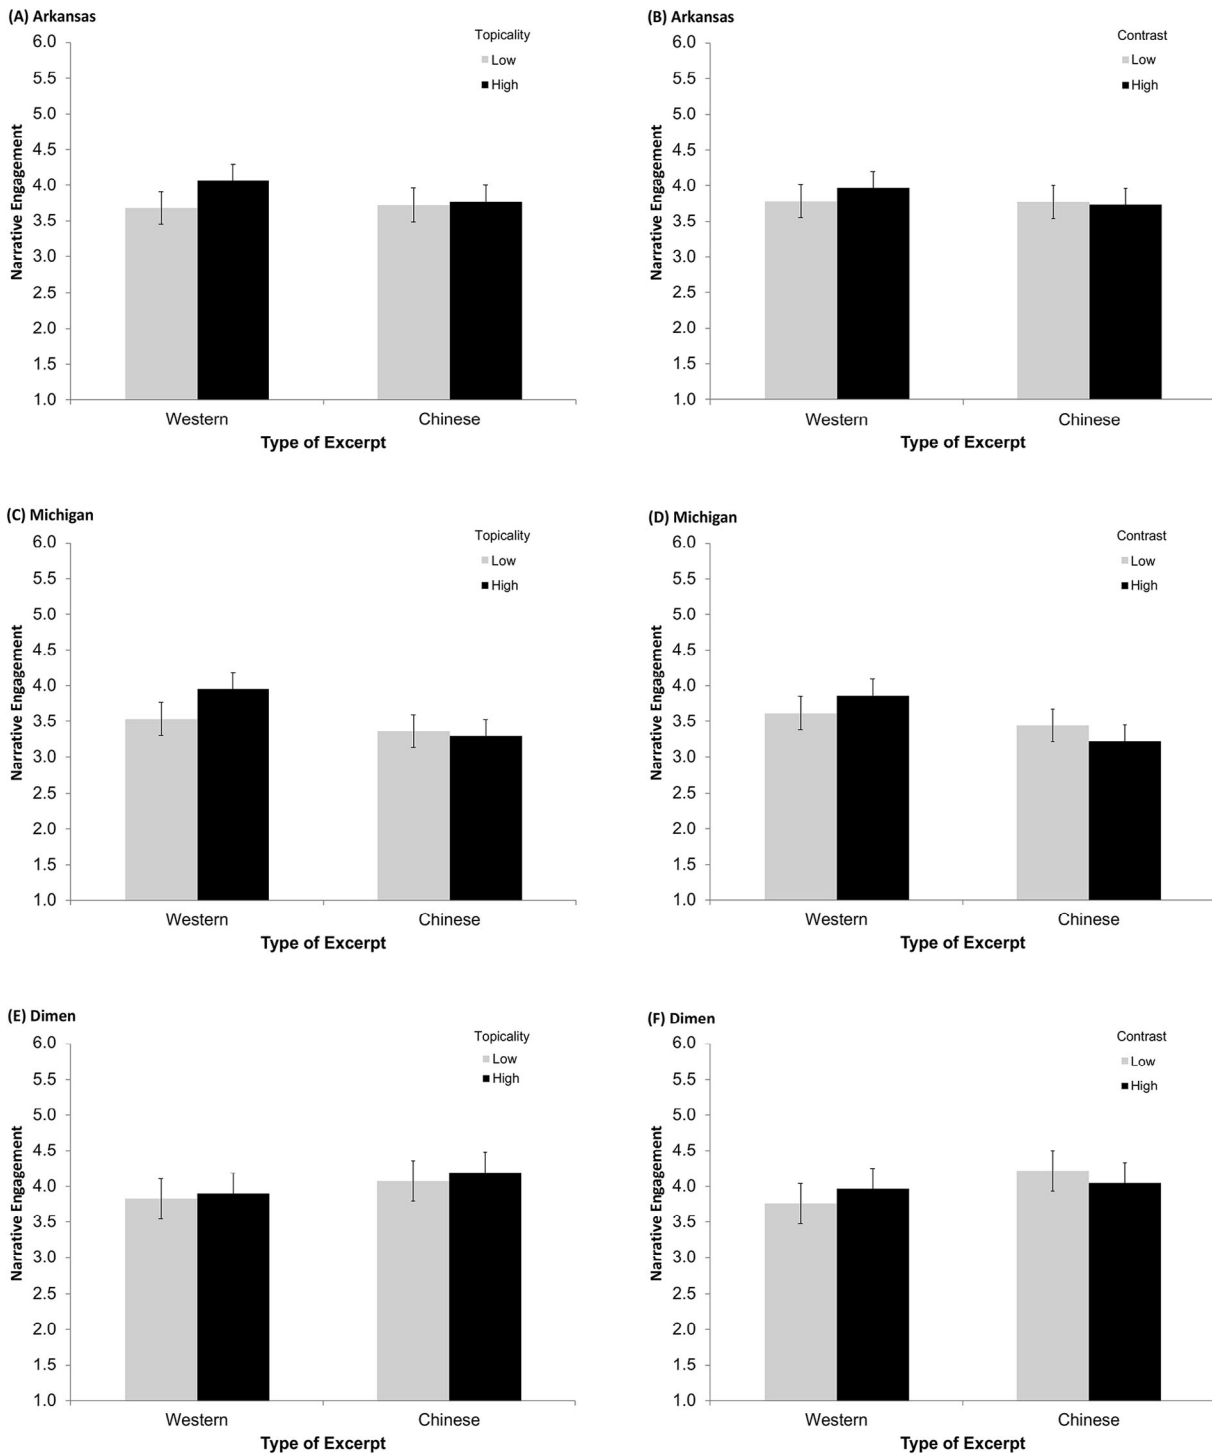 (A) Arkansas
Topicality
Low
High
6.0
5.5
5.0
4.5
4.0
3.5
3.0
2.5
2.0
1.5
1.0
Narrative Engagement
Western Chinese
Type of Excerpt
(B) Arkansas
Contrast
Low
High
6.0
5.5
5.0
4.5
4.0
3.5
3.0
2.5
2.0
1.5
1.0
Narrative Engagement
Western Chinese
Type of Excerpt
(C) Michigan
Topicality
Low
High
6.0
5.5
5.0
4.5
4.0
3.5
3.0
2.5
2.0
1.5
1.0
Narrative Engagement
Western Chinese
Type of Excerpt
(D) Michigan
Contrast
Low
High
6.0
5.5
5.0
4.5
4.0
3.5
3.0
2.5
2.0
1.5
1.0
Narrative Engagement
Western Chinese
Type of Excerpt
(E) Dimen
Topicality
Low
High
6.0
5.5
5.0
4.5
4.0
3.5
3.0
2.5
2.0
1.5
1.0
Narrative Engagement
Western Chinese
Type of Excerpt
(F) Dimen
Contrast
Low
High
6.0
5.5
5.0
4.5
4.0
3.5
3.0
2.5
2.0
1.5
1.0
Narrative Engagement
Western Chinese
Type of Excerpt